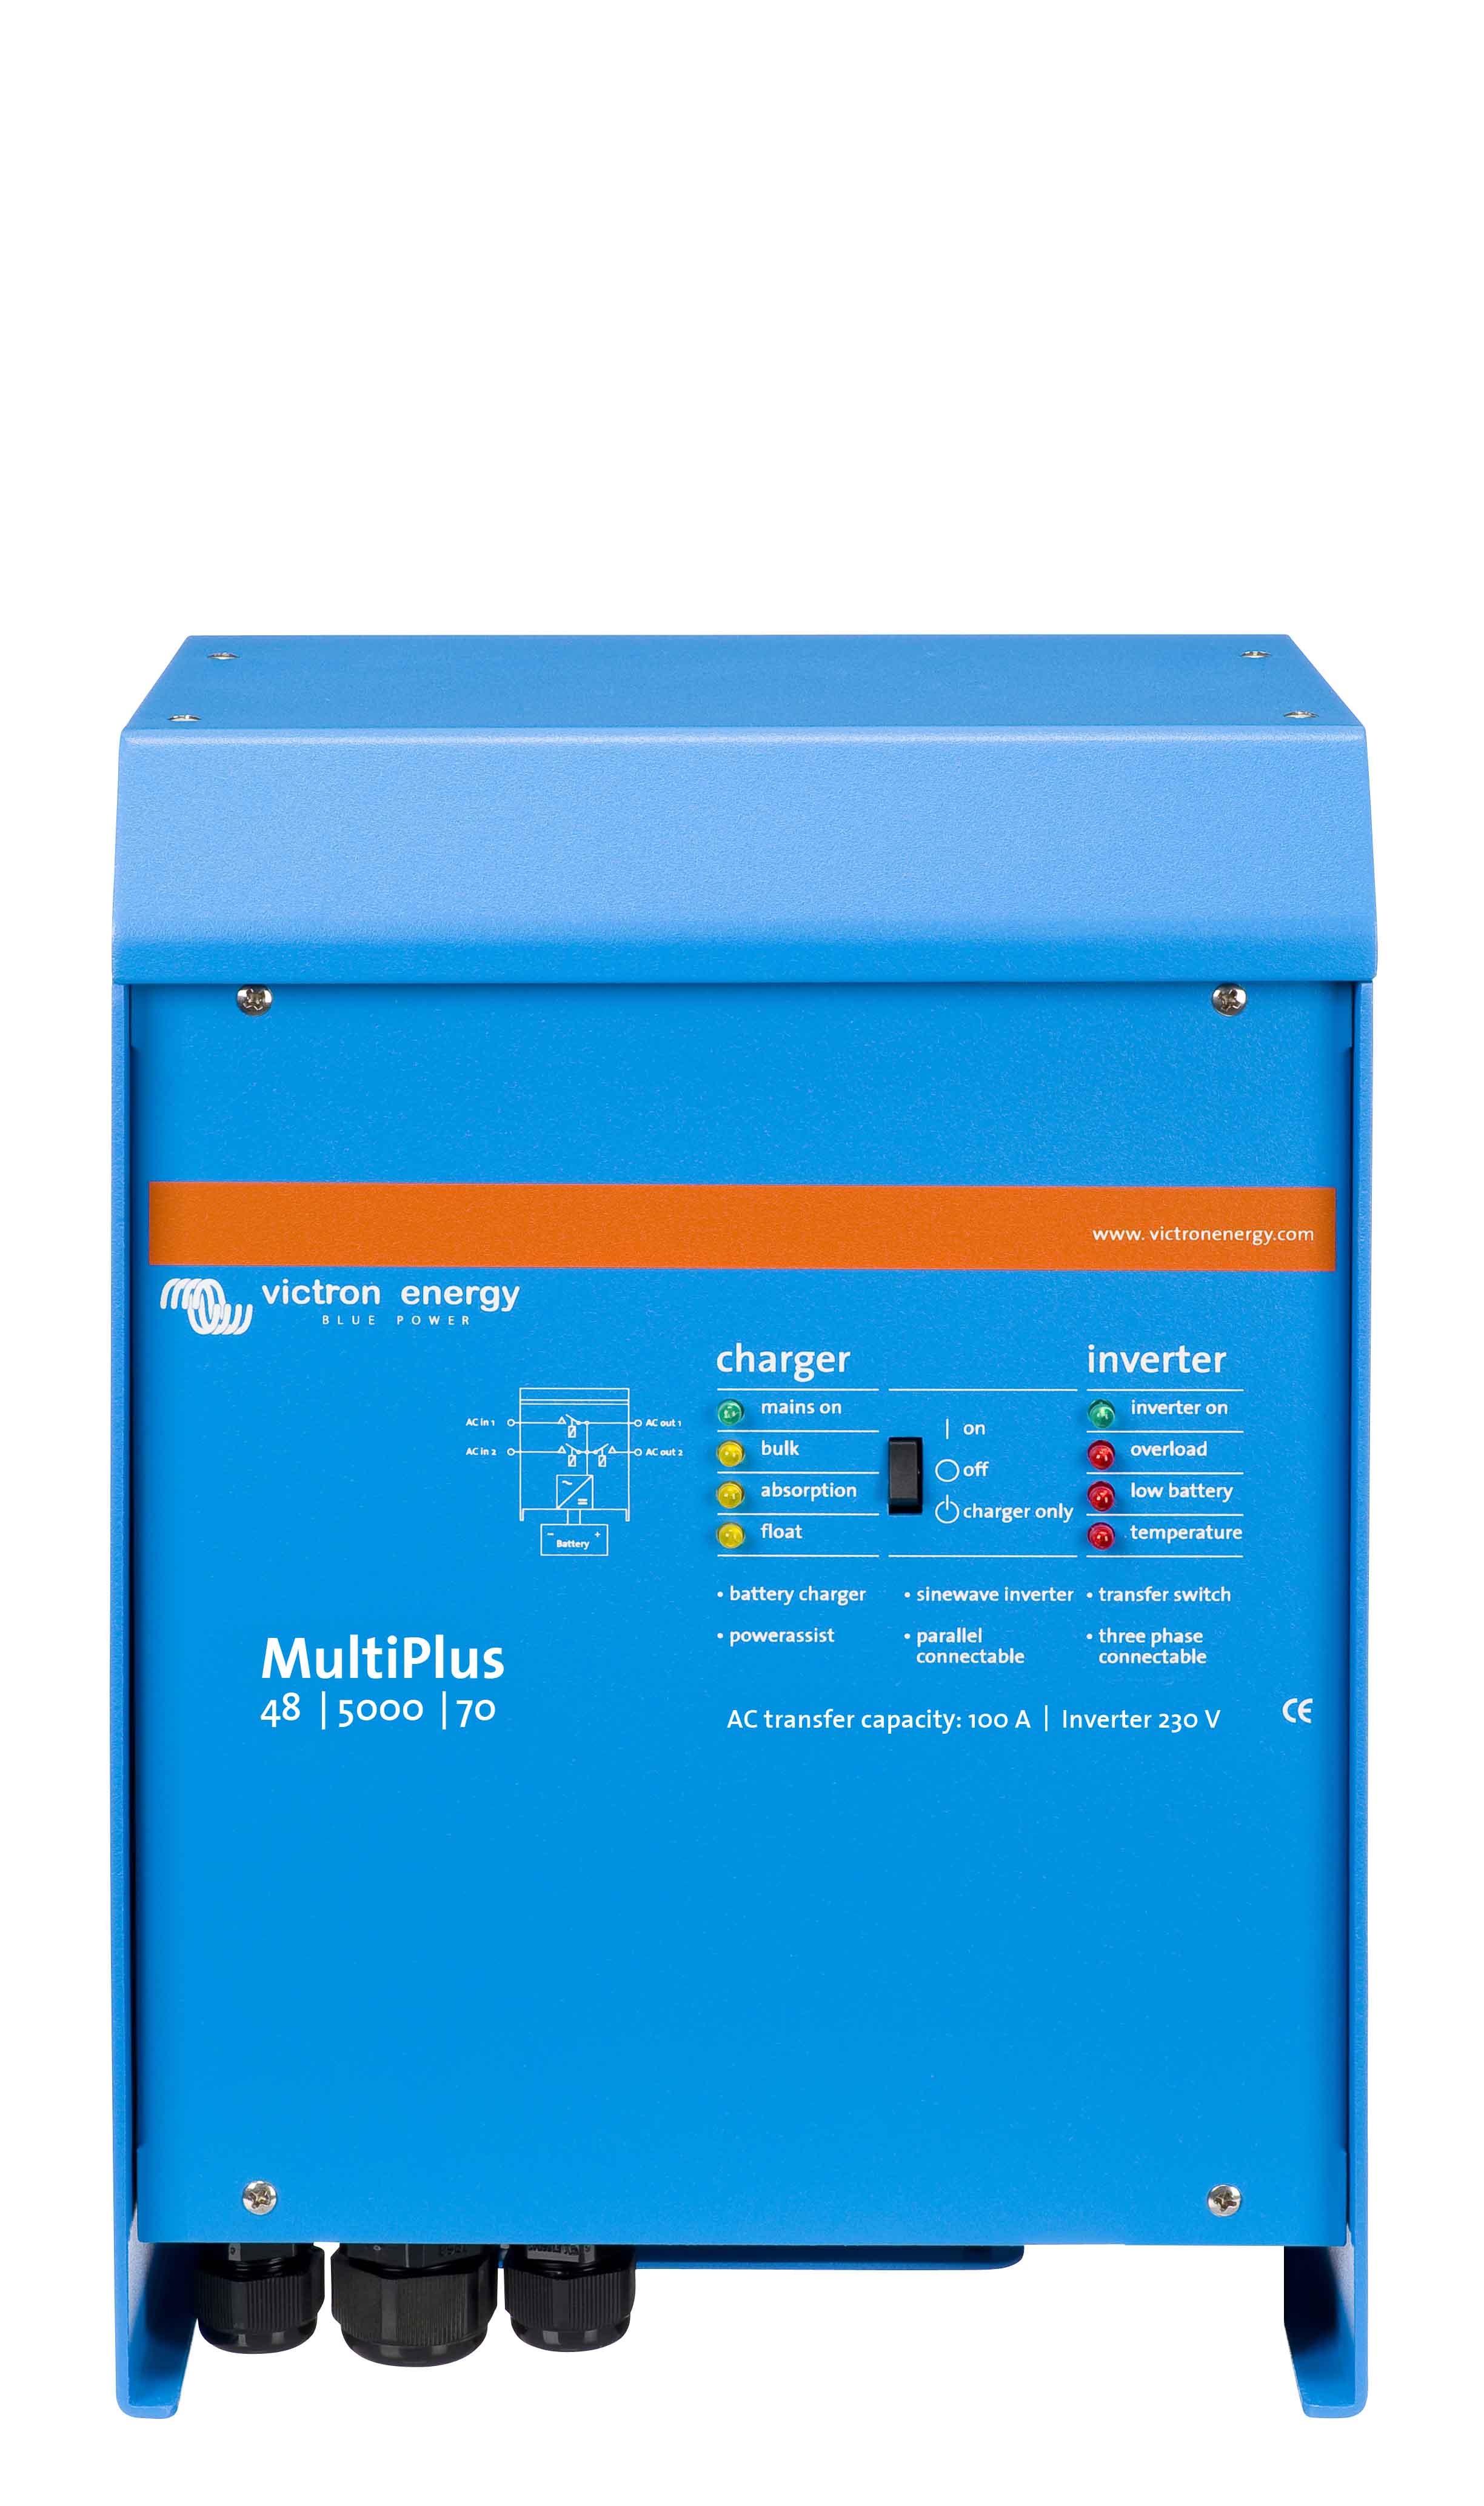 www. victronenergy.com
victron energy
BLUE POWER
charger
inverter
mains on
bulk
absorption
float
on
off
charger only
inverter on
overload
low battery
temperature
AC in 1
AC out 1
AC in 2
AC out 2
- +
Battery
• battery charger
• sinewave inverter
• transfer switch
• powerassist
• parallel
connectable
• three phase
connectable
MultiPlus
48 | 5000 | 70
AC transfer capacity: 100 A | Inverter 230 V
CE